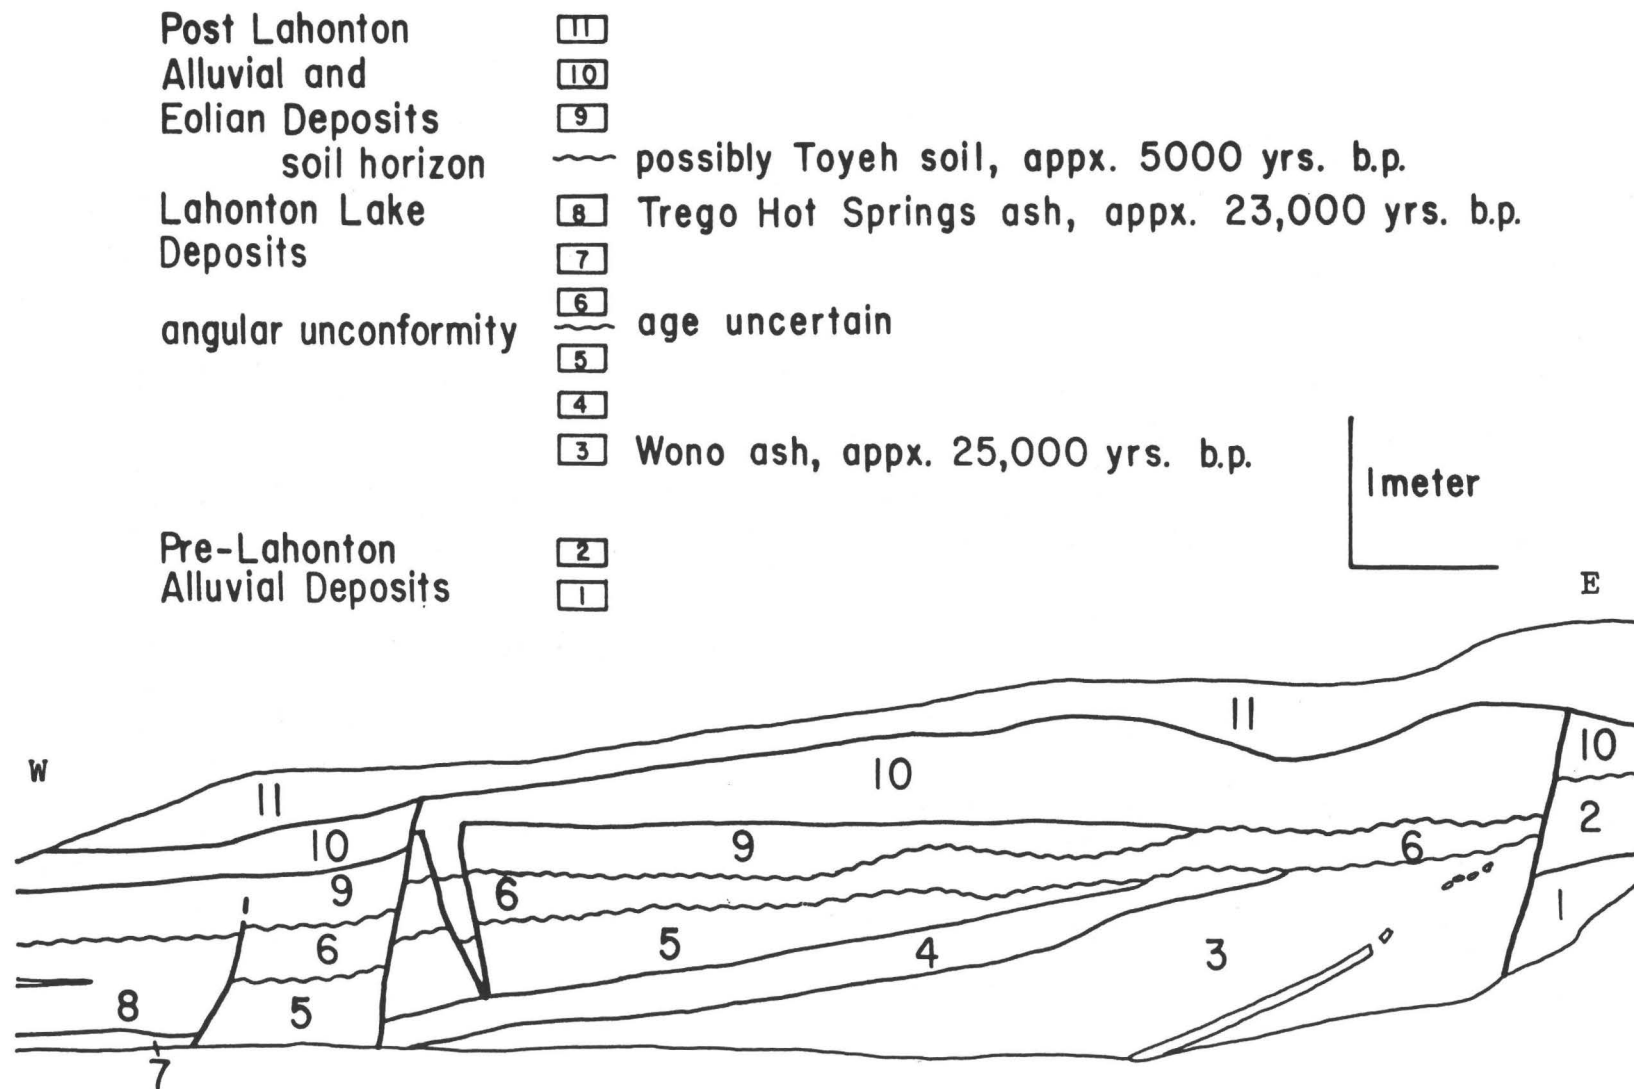 Post Lahonton 11
Alluvial and 10
Eolian Deposits 9
soil horizon possibly Toyeh soil, appx. 5000 yrs. b.p.
Lahonton Lake 8 Trego Hot Springs ash, appx. 23,000 yrs. b.p.
Deposits 7
6
angular unconformity age uncertain
5
4
3 Wono ash, appx. 25,000 yrs. b.p.
1 meter
Pre-Lahonton 2
Alluvial Deposits 1
E
11
W 10 10
11 2
10 9 6
9 6 1
6 5 4 3
8 5
7